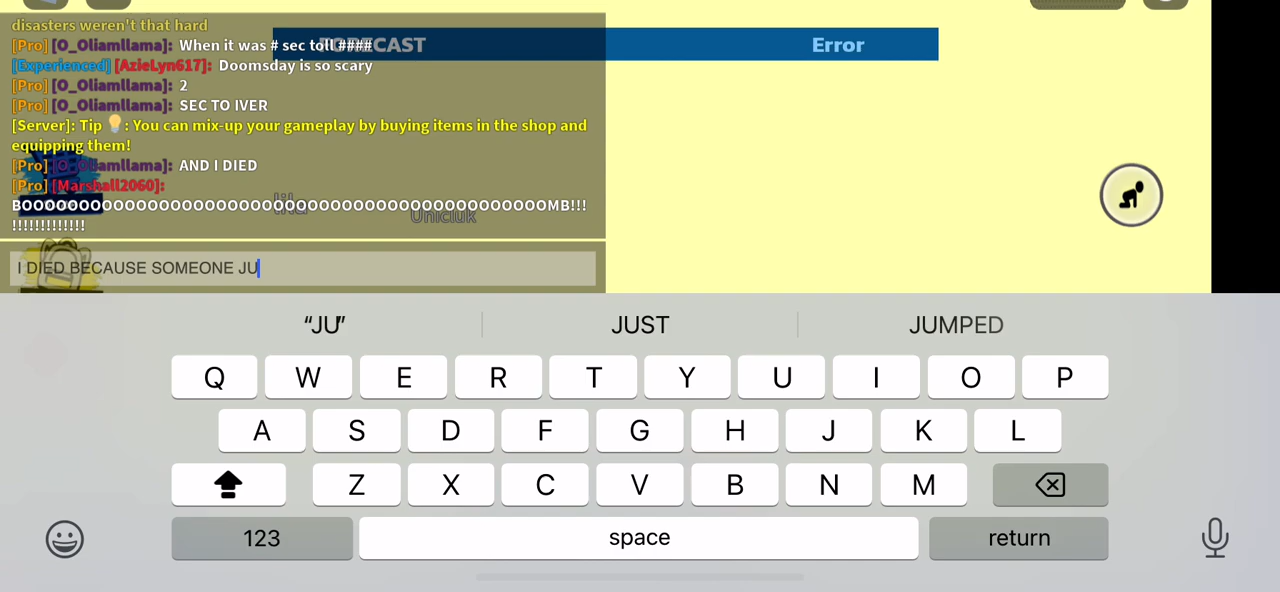 disasters weren't that hard
[Pro] [O_Oliamllama]: When it was # sec toll ####
FORECAST Error
[Experienced] [AzieLyn617]: Doomsday is so scary
[Pro] [O_Oliamllama]: 2
[Pro] [O_Oliamllama]: SEC TO IVER
[Server]: Tip 💡: You can mix-up your gameplay by buying items in the shop and
equipping them!
[Pro] [O_Oliamllama]: AND I DIED
[Pro] [Marshall2060]:
BOOOOOOOOOOOOOOOOOOOOOOOOOOOOOOOOOOOOOOOOOOOOOOMB!!!
!!!!!!!!!!!!!
Uniciuk
I DIED BECAUSE SOMEONE JU
“JU” JUST JUMPED
Q W E R T Y U I O P
A S D F G H J K L
Z X C V B N M
123 space return